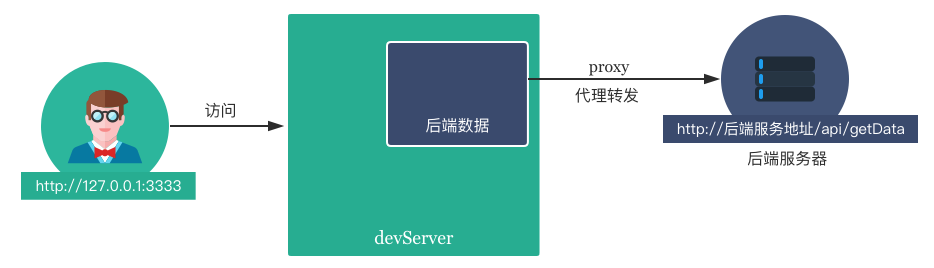 http://127.0.0.1:3333
访问
后端数据
devServer
proxy
代理转发
http://后端服务地址/api/getData
后端服务器